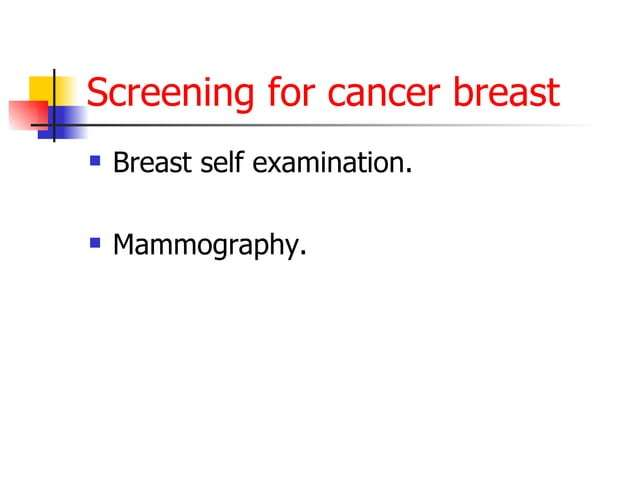 Screening for cancer breast
Breast self examination.
Mammography.